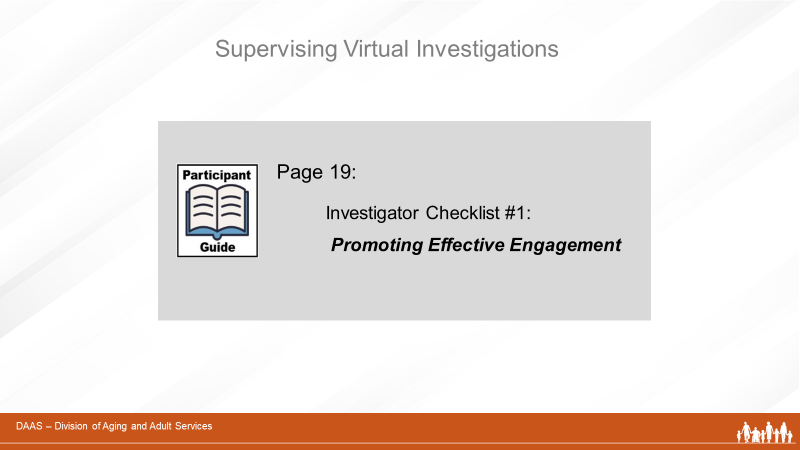 Supervising Virtual Investigations
Participant
Guide
Page 19:
Investigator Checklist #1:
Promoting Effective Engagement
DAAS – Division of Aging and Adult Services